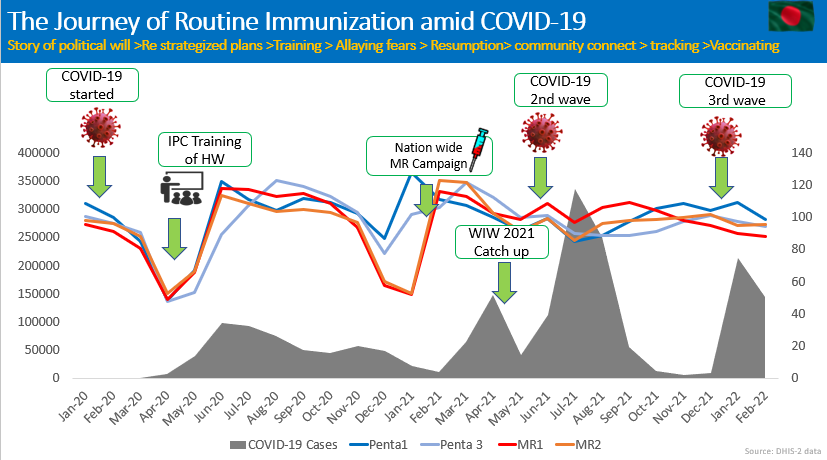 The Journey of Routine Immunization amid COVID-19
Story of political will >Re strategized plans >Training > Allaying fears > Resumption> community connect > tracking >Vaccinating
COVID-19
started
IPC Training
of HW
Nation wide
MR Campaign
COVID-19
2nd wave
COVID-19
3rd wave
WIW 2021
Catch up
400000
350000
300000
250000
200000
150000
100000
50000
0
140
120
100
80
60
40
20
0
Jan-20
Feb-20
Mar-20
Apr-20
May-20
Jun-20
Jul-20
Aug-20
Sep-20
Oct-20
Nov-20
Dec-20
Jan-21
Feb-21
Mar-21
Apr-21
May-21
Jun-21
Jul-21
Aug-21
Sep-21
Oct-21
Nov-21
Dec-21
Jan-22
Feb-22
COVID-19 Cases Penta1 Penta 3 MR1 MR2
Source: DHIS-2 data